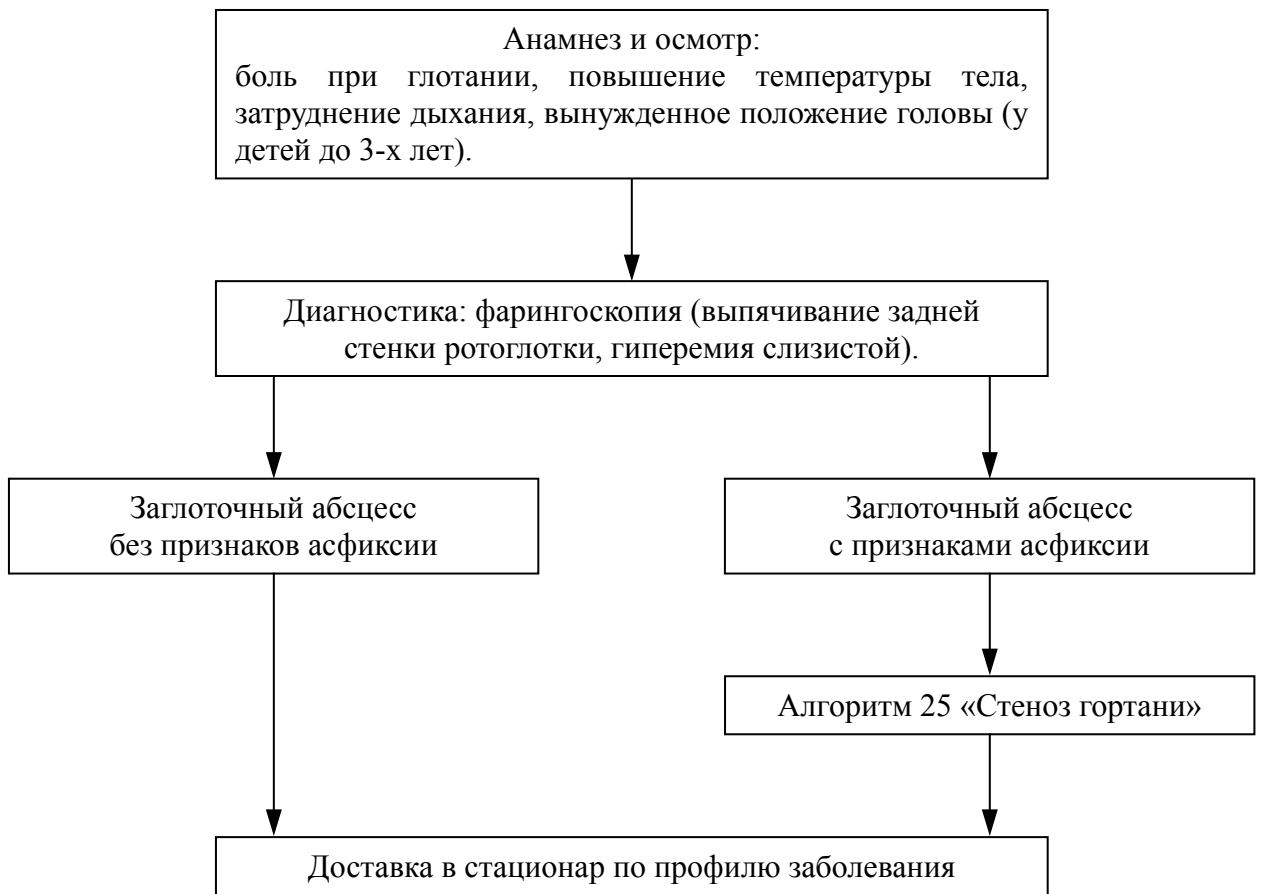 Анамнез и осмотр:
боль при глотании, повышение температуры тела,
затруднение дыхания, вынужденное положение головы (у
детей до 3-х лет).
Диагностика: фарингоскопия (выпячивание задней
стенки ротоглотки, гиперемия слизистой).
Заглоточный абсцесс
без признаков асфиксии
Заглоточный абсцесс
с признаками асфиксии
Алгоритм 25 «Стеноз гортани»
Доставка в стационар по профилю заболевания